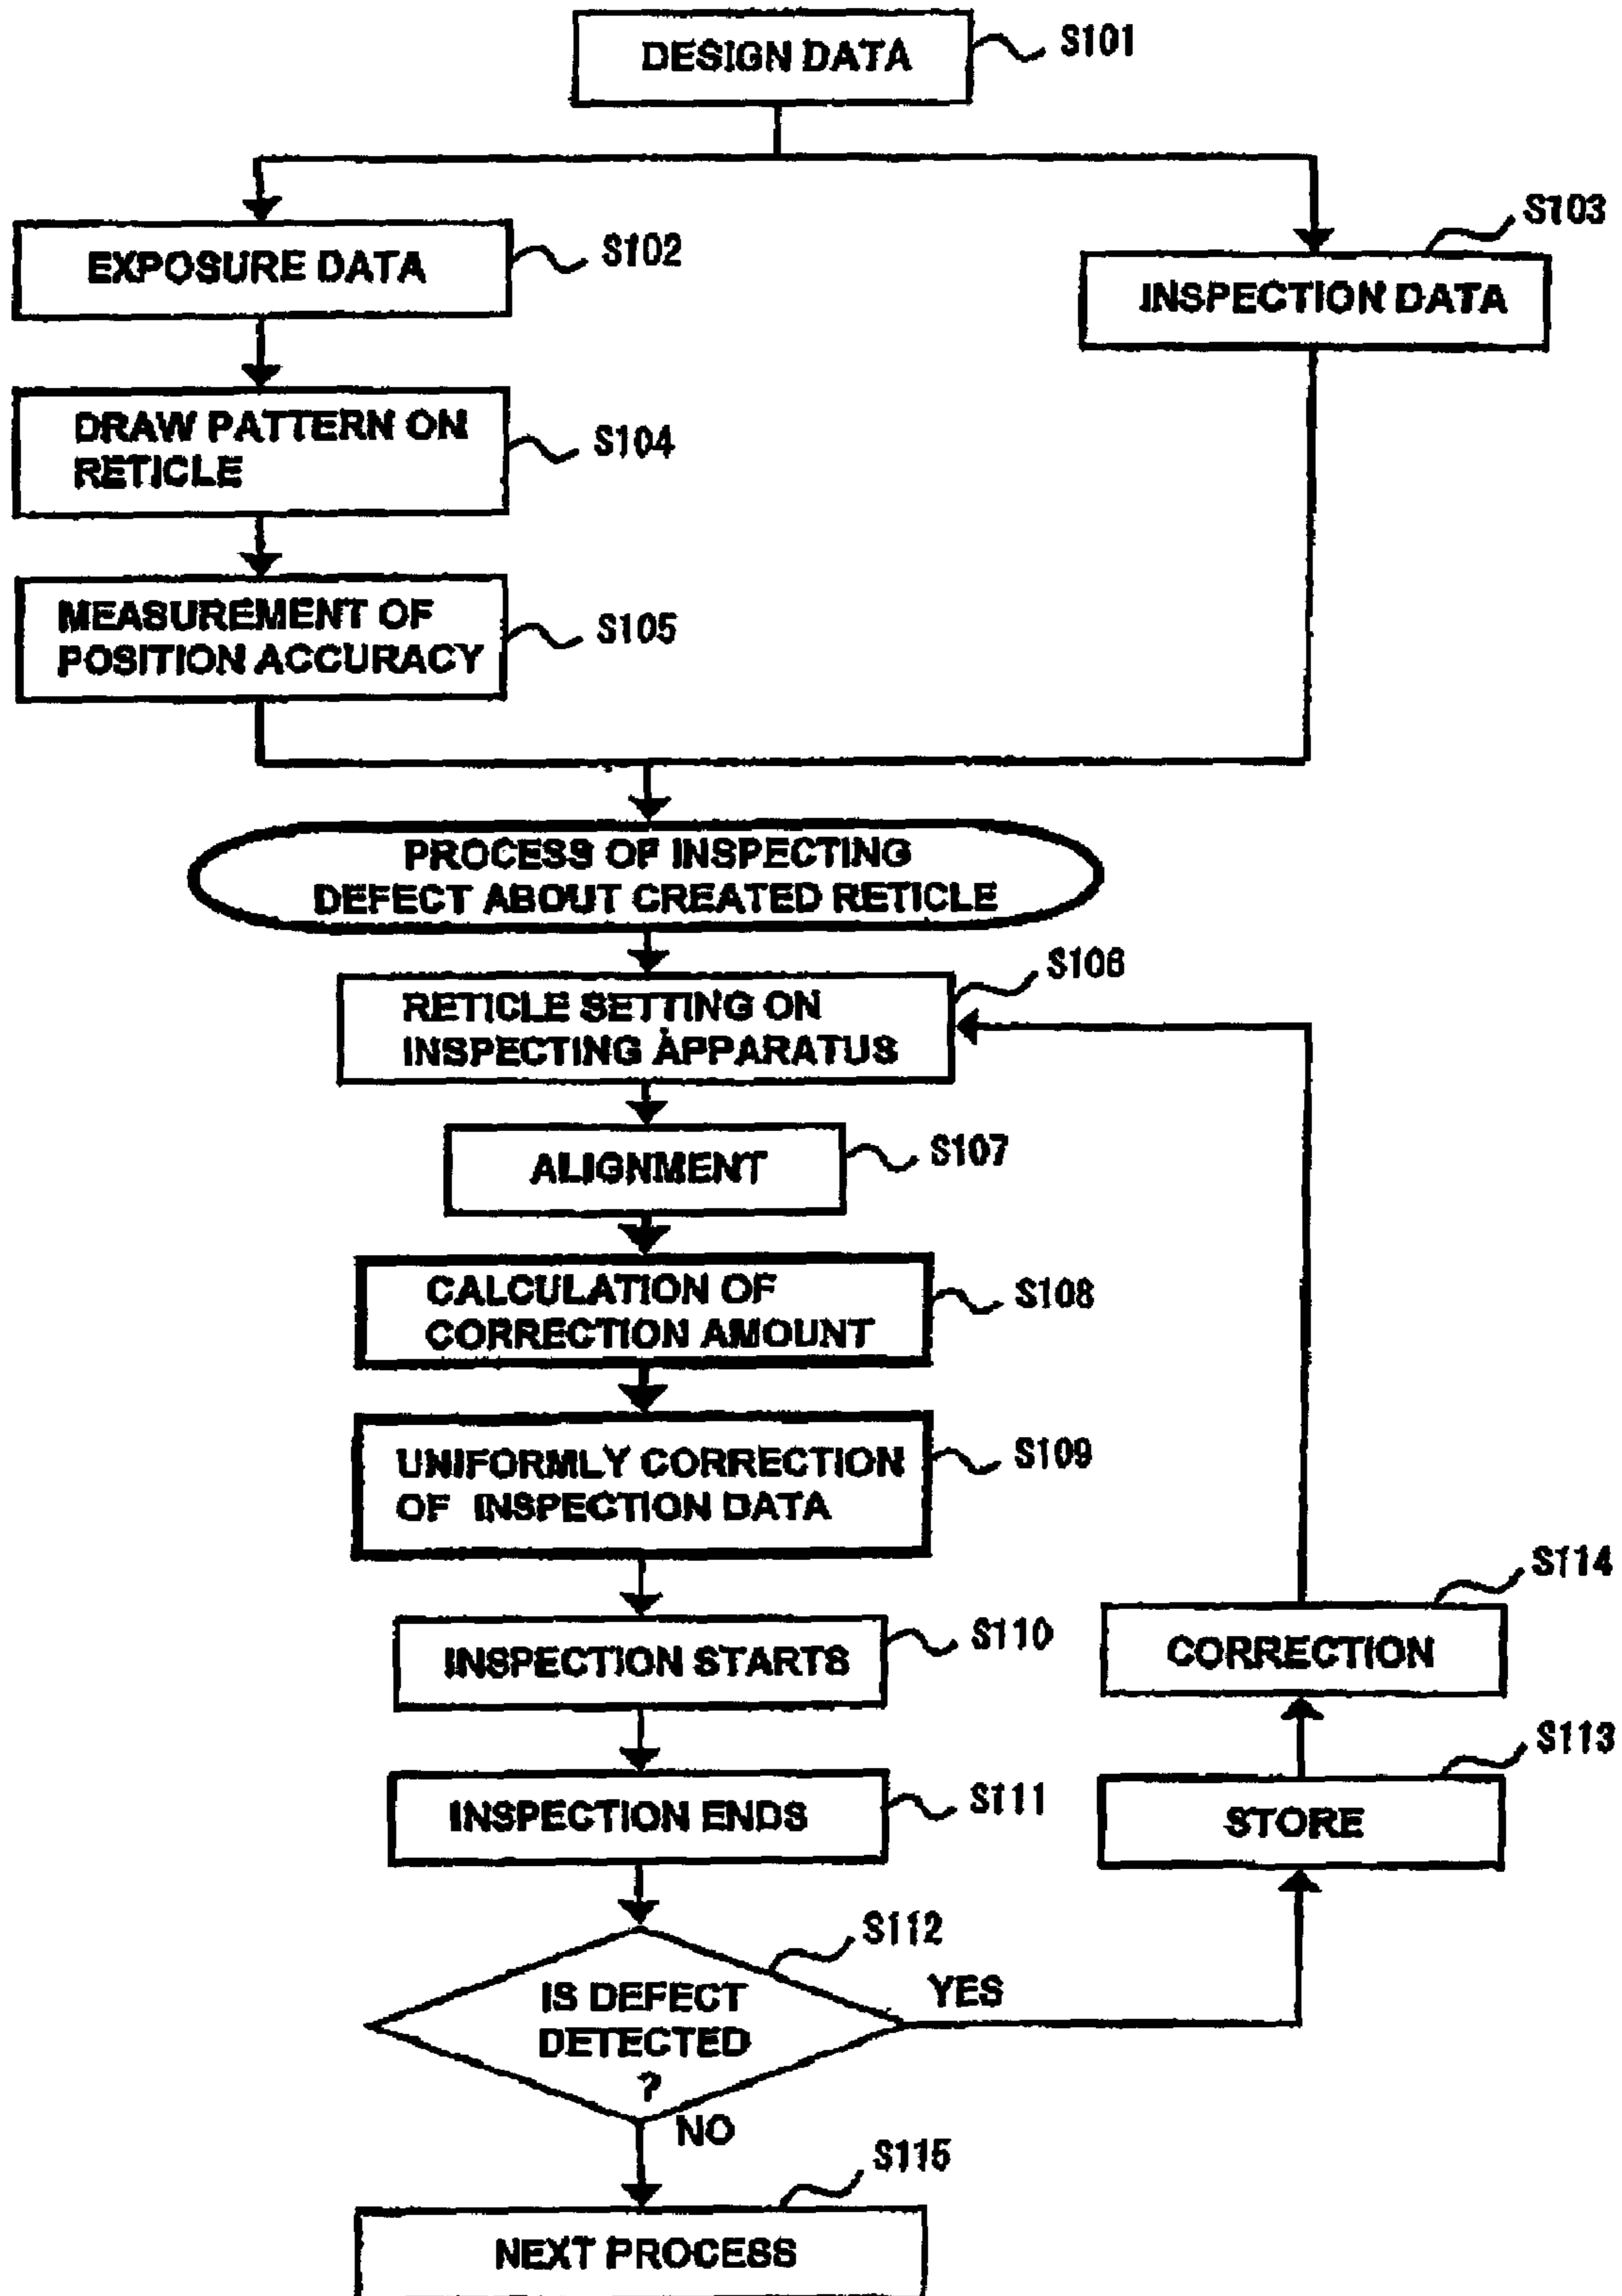 DESIGN DATA
S101
EXPOSURE DATA
S102
S103
INSPECTION DATA
DRAW PATTERN ON
RETICLE
S104
MEASUREMENT OF
POSITION ACCURACY
S105
PROCESS OF INSPECTING
DEFECT ABOUT CREATED RETICLE
S106
RETICLE SETTING ON
INSPECTING APPARATUS
ALIGNMENT
S107
CALCULATION OF
CORRECTION AMOUNT
S108
UNIFORMLY CORRECTION
OF INSPECTION DATA
S109
INSPECTION STARTS
S110
S114
CORRECTION
INSPECTION ENDS
S111
S113
STORE
S112
IS DEFECT
DETECTED
?
YES
NO
S115
NEXT PROCESS